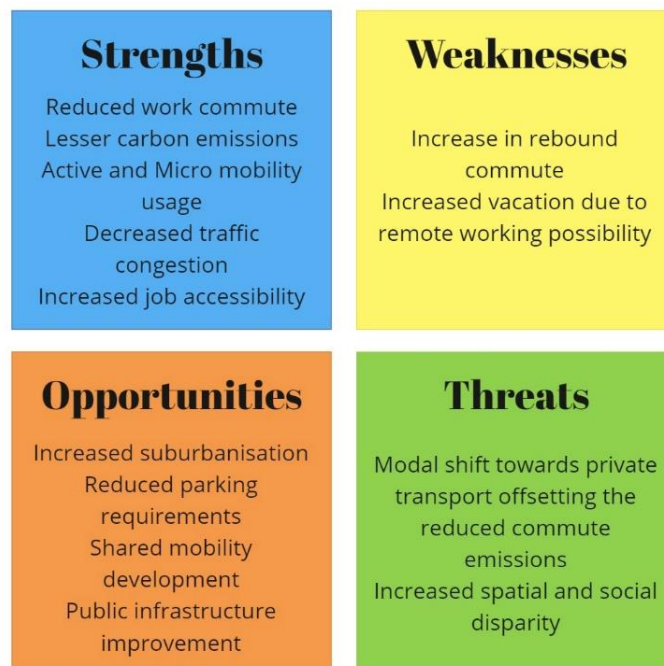 Strengths
Reduced work commute
Lesser carbon emissions
Active and Micro mobility
usage
Decreased traffic
congestion
Increased job accessibility
Weaknesses
Increase in rebound
commute
Increased vacation due to
remote working possibility
Opportunities
Increased suburbanisation
Reduced parking
requirements
Shared mobility
development
Public infrastructure
improvement
Threats
Modal shift towards private
transport offsetting the
reduced commute
emissions
Increased spatial and social
disparity